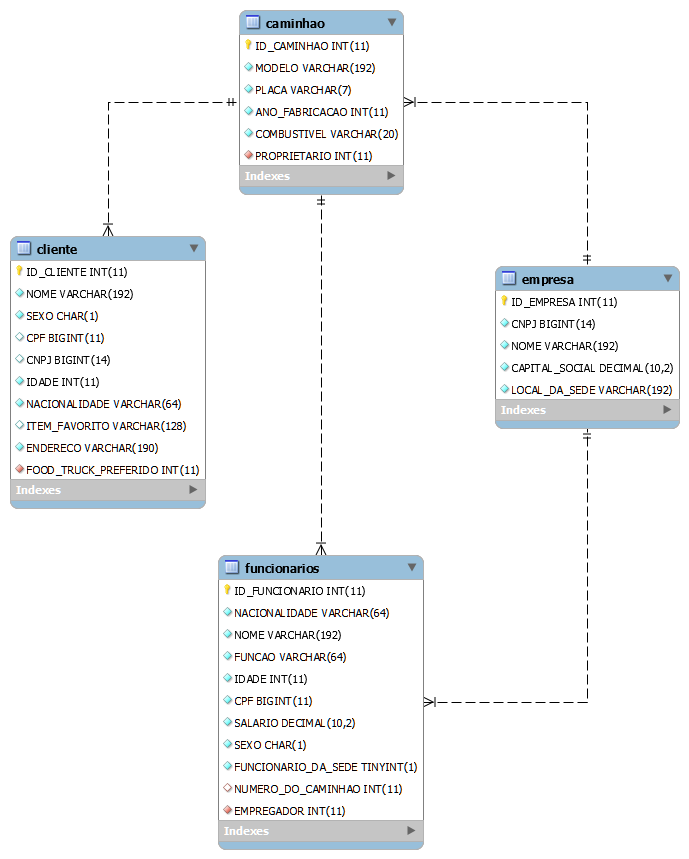 caminhao
ID_CAMINHAO INT(11)
MODELO VARCHAR(192)
PLACA VARCHAR(7)
ANO_FABRICACAO INT(11)
COMBUSTIVEL VARCHAR(20)
PROPRIETARIO INT(11)
Indexes
cliente
ID_CLIENTE INT(11)
NOME VARCHAR(192)
SEXO CHAR(1)
CPF BIGINT(11)
CNPJ BIGINT(14)
IDADE INT(11)
NACIONALIDADE VARCHAR(64)
ITEM_FAVORITO VARCHAR(128)
ENDERECO VARCHAR(190)
FOOD_TRUCK_PREFERIDO INT(11)
Indexes
empresa
ID_EMPRESA INT(11)
CNPJ BIGINT(14)
NOME VARCHAR(192)
CAPITAL_SOCIAL DECIMAL(10,2)
LOCAL_DA_SEDE VARCHAR(192)
Indexes
funcionarios
ID_FUNCIONARIO INT(11)
NACIONALIDADE VARCHAR(64)
NOME VARCHAR(192)
FUNCAO VARCHAR(64)
IDADE INT(11)
CPF BIGINT(11)
SALARIO DECIMAL(10,2)
SEXO CHAR(1)
FUNCIONARIO_DA_SEDE TINYINT(1)
NUMERO_DO_CAMINHAO INT(11)
EMPREGADOR INT(11)
Indexes